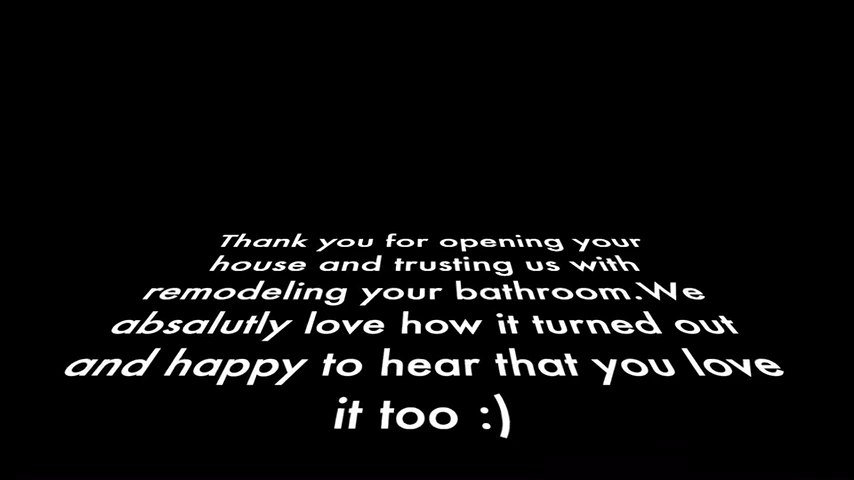 Thank you for opening your
house and trusting us with
remodeling your bathroom.We
absalutly love how it turned out
and happy to hear that you love
it too :)